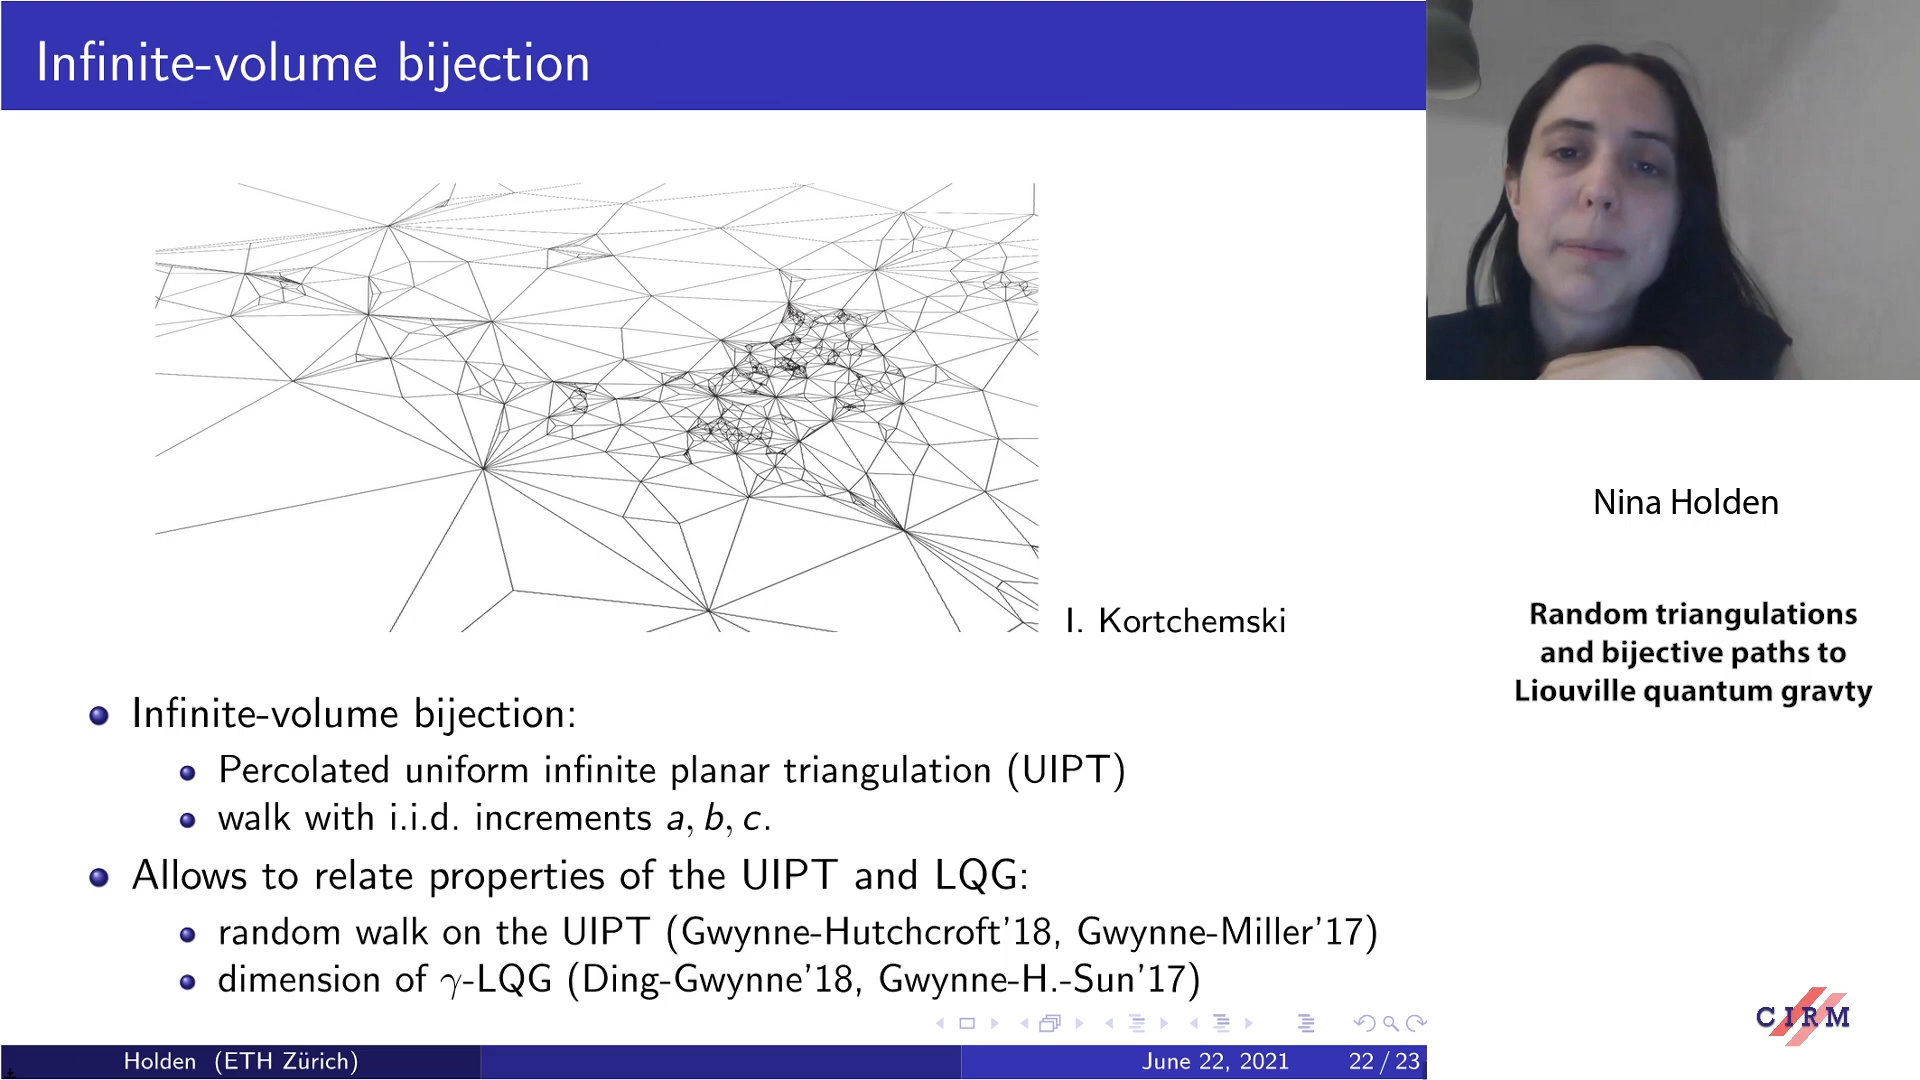 Infinite-volume bijection
I. Kortchemski
Infinite-volume bijection:
Percolated uniform infinite planar triangulation (UIPT)
walk with i.i.d. increments a, b, c.
Allows to relate properties of the UIPT and LQG:
random walk on the UIPT (Gwynne-Hutchcroft'18, Gwynne-Miller'17)
dimension of γ-LQG (Ding-Gwynne'18, Gwynne-H.-Sun'17)
Holden (ETH Zürich)
June 22, 2021
22 / 23
Nina Holden
Random triangulations
and bijective paths to
Liouville quantum gravty
CIRM